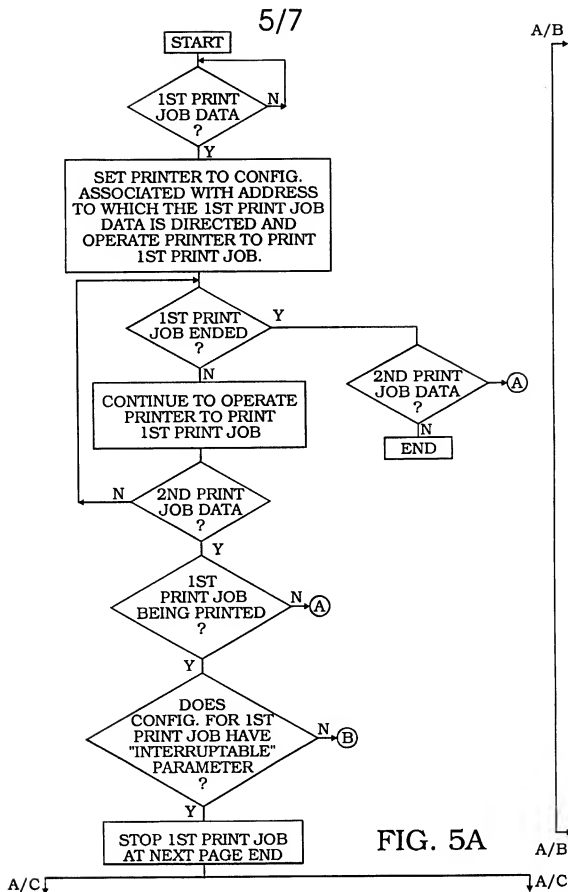 5/7
START
A/B
1ST PRINT
JOB DATA
?
N
Y
SET PRINTER TO CONFIG.
ASSOCIATED WITH ADDRESS
TO WHICH THE 1ST PRINT JOB
DATA IS DIRECTED AND
OPERATE PRINTER TO PRINT
1ST PRINT JOB.
1ST PRINT
JOB ENDED
?
Y
N
2ND PRINT
JOB DATA
?
A
N
END
CONTINUE TO OPERATE
PRINTER TO PRINT
1ST PRINT JOB
N
2ND PRINT
JOB DATA
?
Y
1ST
PRINT JOB
BEING PRINTED
?
N
A
Y
DOES
CONFIG. FOR 1ST
PRINT JOB HAVE
"INTERRUPTABLE"
PARAMETER
?
N
B
Y
STOP 1ST PRINT JOB
AT NEXT PAGE END
FIG. 5A
A/B
A/C
A/C